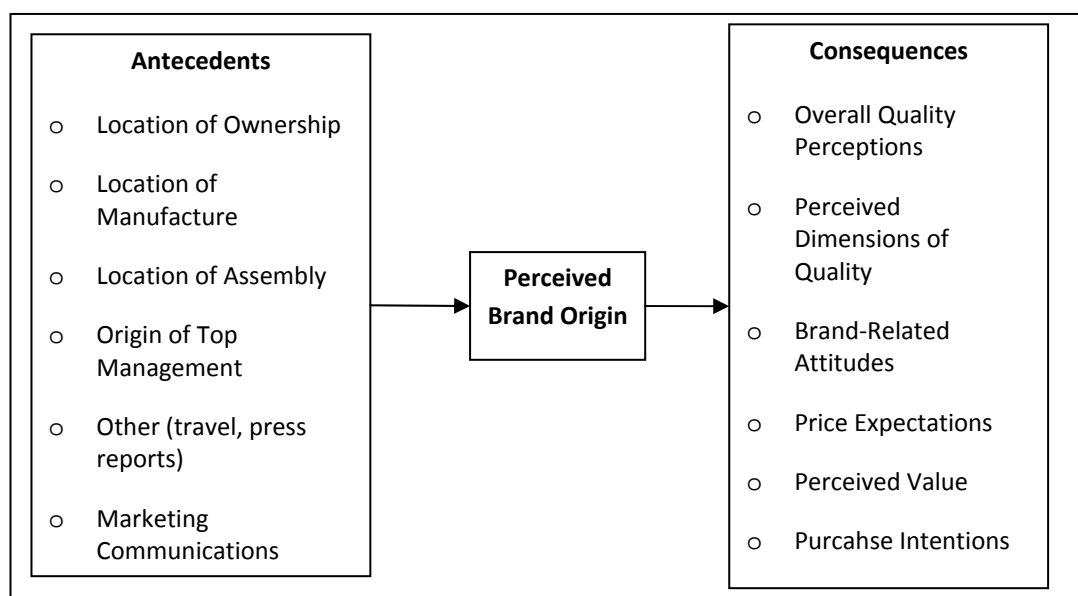 Antecedents
o Location of Ownership
o Location of
Manufacture
o Location of Assembly
o Origin of Top
Management
o Other (travel, press
reports)
o Marketing
Communications
Perceived
Brand Origin
Consequences
o Overall Quality
Perceptions
o Perceived
Dimensions of
Quality
o Brand-Related
Attitudes
o Price Expectations
o Perceived Value
o Purcahse Intentions